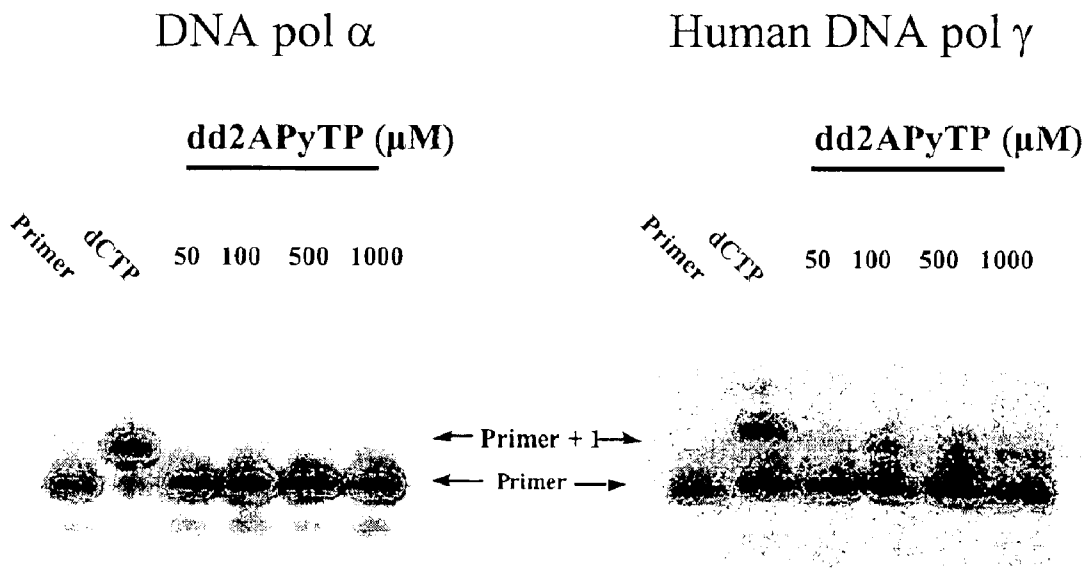 DNA pol α
Human DNA pol γ
dd2APyTP (μM)
dd2APyTP (μM)
Primer
dCTP
50 100 500 1000
Primer
dCTP
50 100 500 1000
Primer + 1
Primer